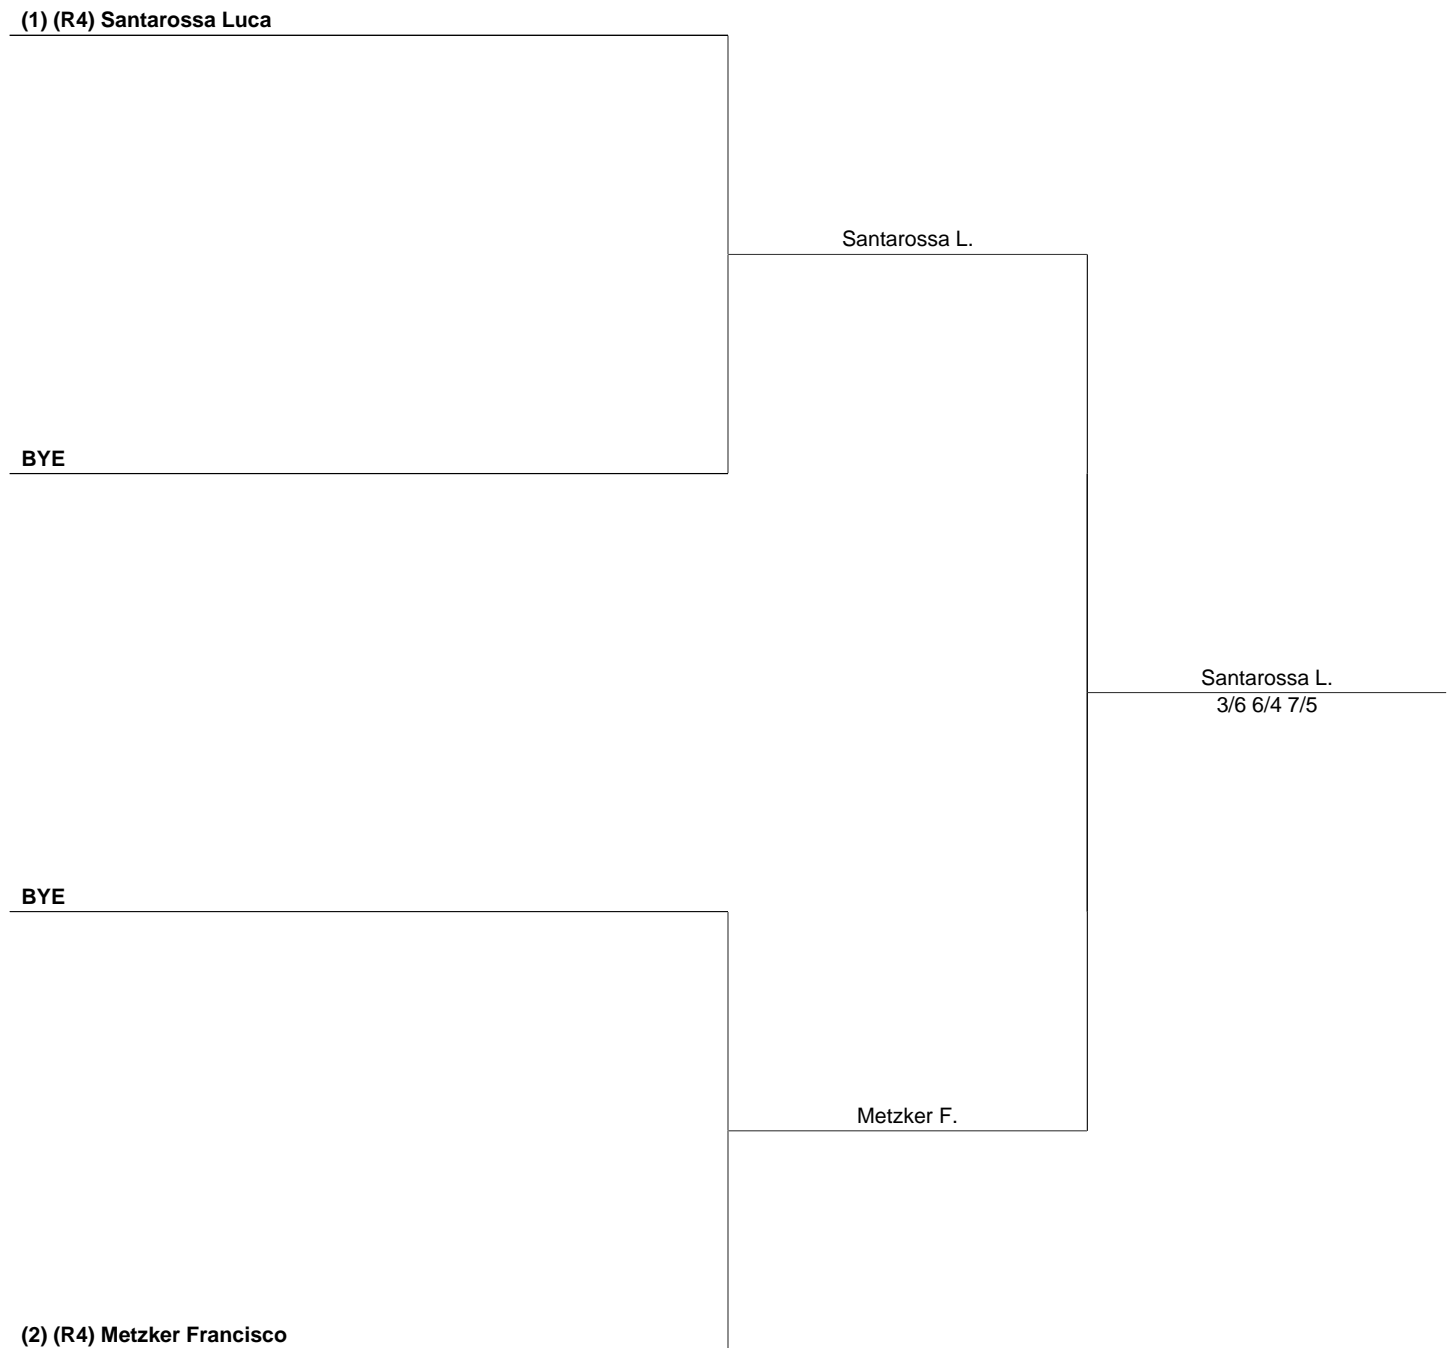 (1) (R4) Santarossa Luca
Santarossa L.
BYE
Santarossa L.
3/6 6/4 7/5
BYE
Metzker F.
(2) (R4) Metzker Francisco